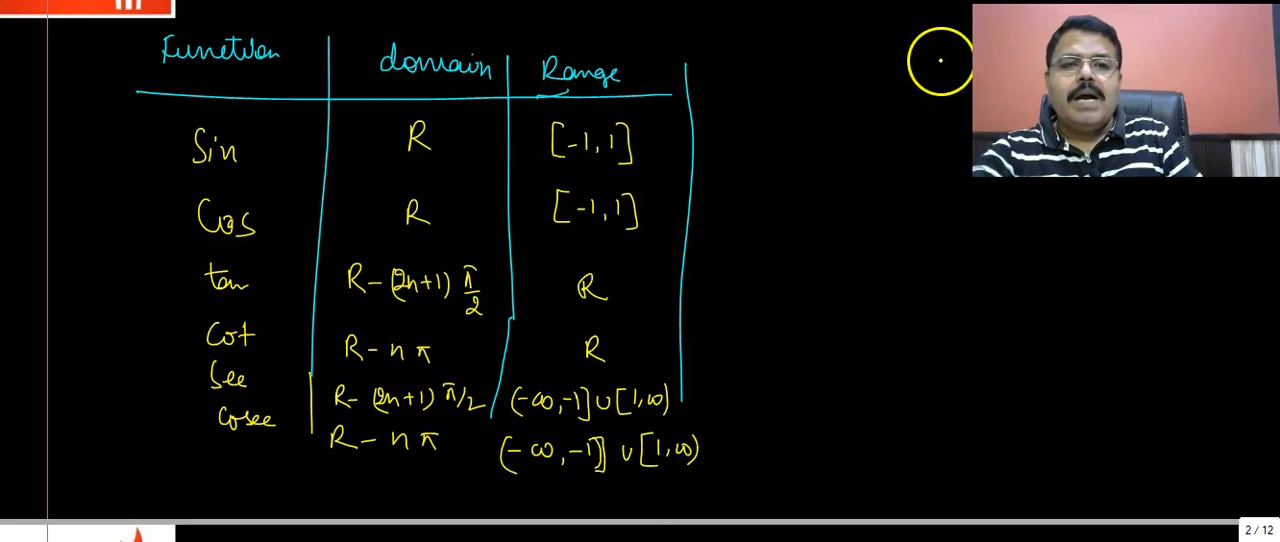 Function domain Range
Sin R [-1,1]
Cos R [-1,1]
tan R-(2n+1) π/2 R
Cot R-nπ R
Sec R-(2n+1) π/2 (-∞,-1]∪[1,∞)
Cosec R-nπ (-∞,-1]∪[1,∞)
2 / 12